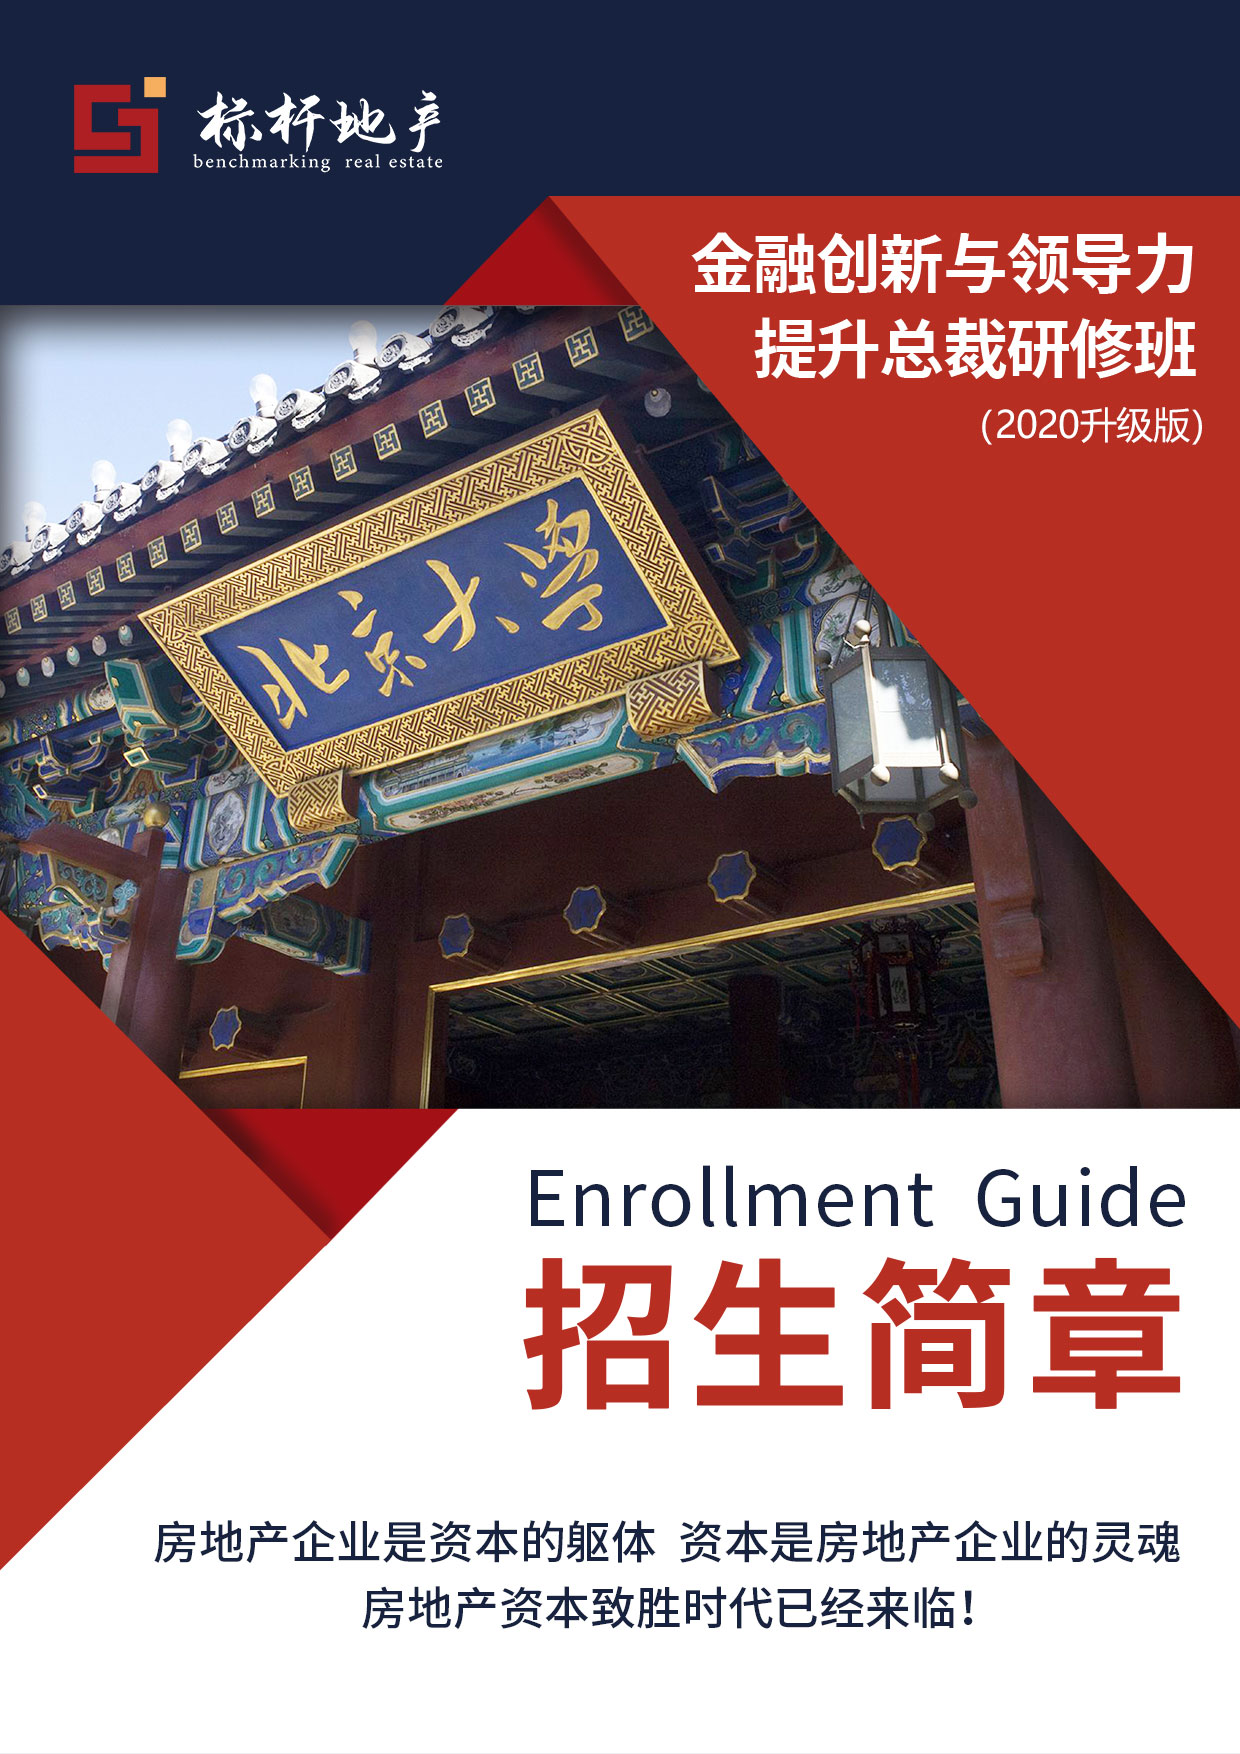 标杆地产
benchmarking real estate
金融创新与领导力
提升总裁研修班
（2020升级版）
北京大学
Enrollment Guide
招生简章
房地产企业是资本的躯体 资本是房地产企业的灵魂
房地产资本致胜时代已经来临！